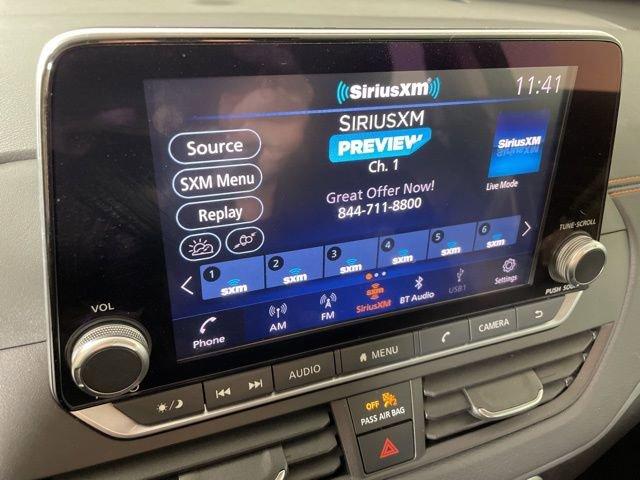 SiriusXM
11:41
SIRIUSXM
PREVIEW
Ch. 1
Great Offer Now!
844-711-8800
Source
SXM Menu
Replay
SiriusXM
Live Mode
1 sxm
2 sxm
3 sxm
4 sxm
5 sxm
6 sxm
Phone
AM
FM
sxm
SiriusXM
BT Audio
USB1
Settings
TUNE·SCROLL
VOL
AUDIO
MENU
CAMERA
OFF
PASS AIR BAG